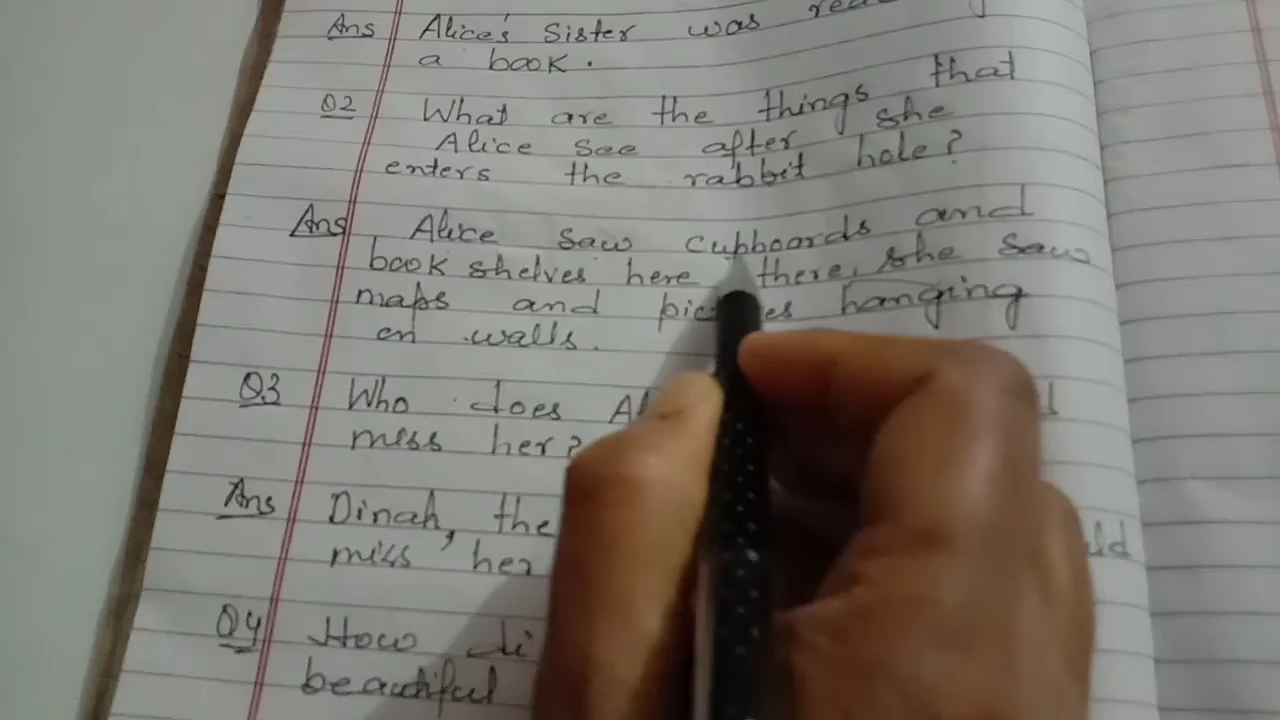 Ans Alice's Sister was
a book.
Q2 What are the things that
Alice see after she
enters the rabbit hole?
Ans Alice saw cupboards and
book shelves here there, she saw
maps and hanging
on walls.
Q3 Who does
miss her?
Ans Dinah, the
miss her
Q4 How
beautiful